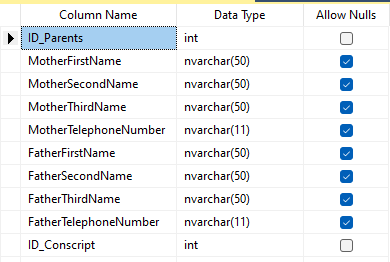 Column Name Data Type Allow Nulls
ID_Parents int
MotherFirstName nvarchar(50)
MotherSecondName nvarchar(50)
MotherThirdName nvarchar(50)
MotherTelephoneNumber nvarchar(11)
FatherFirstName nvarchar(50)
FatherSecondName nvarchar(50)
FatherThirdName nvarchar(50)
FatherTelephoneNumber nvarchar(11)
ID_Conscript int